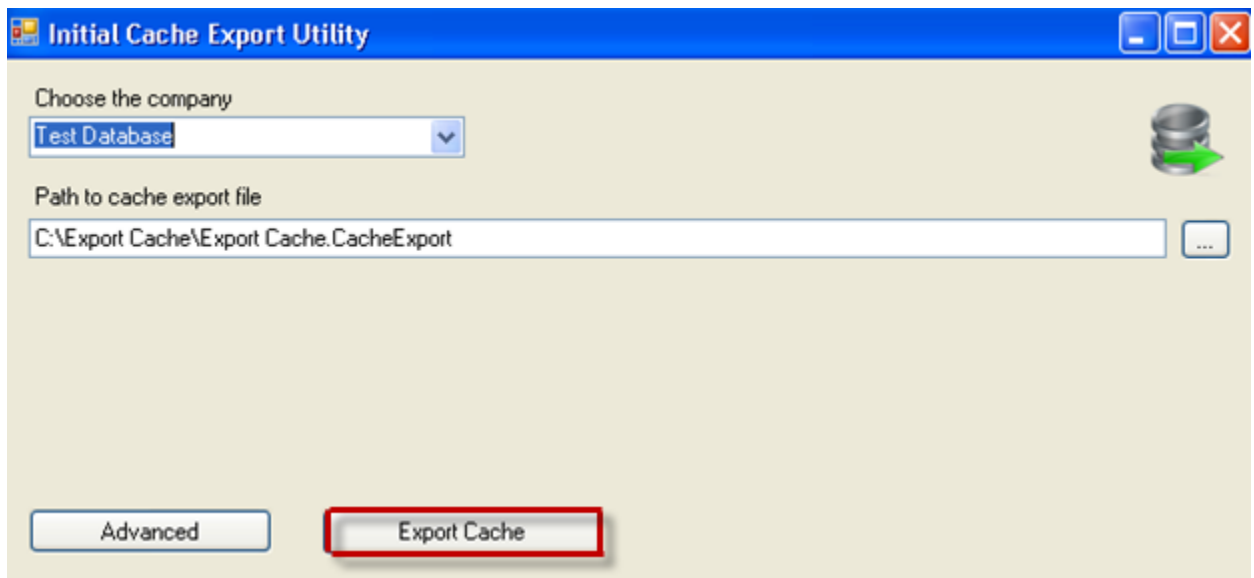 Initial Cache Export Utility
Choose the company
Test Database
Path to cache export file
C:\Export Cache\Export Cache.CacheExport
...
Advanced
Export Cache